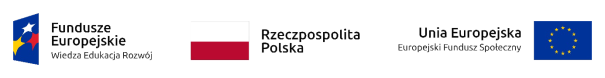 Fundusze
Europejskie
Wiedza Edukacja Rozwój
Rzeczpospolita
Polska
Unia Europejska
Europejski Fundusz Społeczny